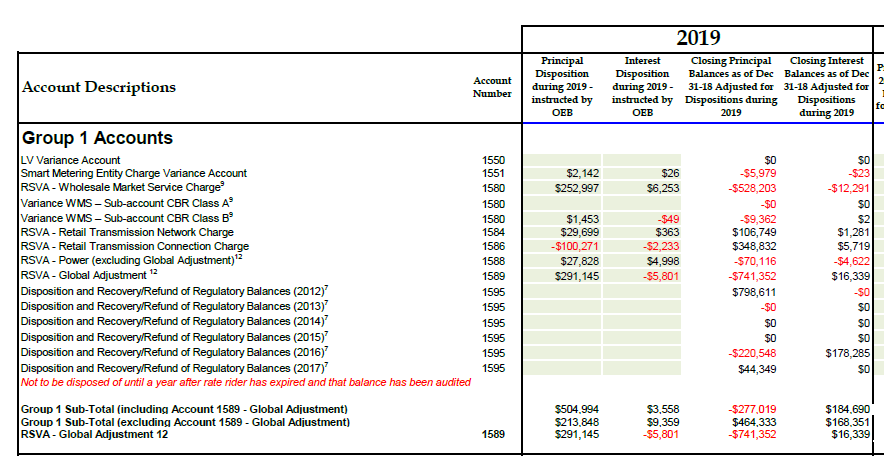 2019
Account Descriptions Account Number Principal Disposition during 2019 - instructed by OEB Interest Disposition during 2019 - instructed by OEB Closing Principal Balances as of Dec 31-18 Adjusted for Dispositions during 2019 Closing Interest Balances as of Dec 31-18 Adjusted for Dispositions during 2019
Group 1 Accounts
LV Variance Account 1550 $0 $0
Smart Metering Entity Charge Variance Account 1551 $2,142 $26 -$5,979 -$23
RSVA - Wholesale Market Service Charge⁹ 1580 $252,997 $6,253 -$528,203 -$12,291
Variance WMS – Sub-account CBR Class A⁹ 1580 -$0 $0
Variance WMS – Sub-account CBR Class B⁹ 1580 $1,453 -$49 -$9,362 $2
RSVA - Retail Transmission Network Charge 1584 $29,699 $363 $106,749 $1,281
RSVA - Retail Transmission Connection Charge 1586 -$100,271 -$2,233 $348,832 $5,719
RSVA - Power (excluding Global Adjustment)¹² 1588 $27,828 $4,998 -$70,116 -$4,622
RSVA - Global Adjustment ¹² 1589 $291,145 -$5,801 -$741,352 $16,339
Disposition and Recovery/Refund of Regulatory Balances (2012)⁷ 1595 $798,611 -$0
Disposition and Recovery/Refund of Regulatory Balances (2013)⁷ 1595 -$0 $0
Disposition and Recovery/Refund of Regulatory Balances (2014)⁷ 1595 $0 $0
Disposition and Recovery/Refund of Regulatory Balances (2015)⁷ 1595 $0 $0
Disposition and Recovery/Refund of Regulatory Balances (2016)⁷ 1595 -$220,548 $178,285
Disposition and Recovery/Refund of Regulatory Balances (2017)⁷ 1595 $44,349 $0
Not to be disposed of until a year after rate rider has expired and that balance has been audited
Group 1 Sub-Total (including Account 1589 - Global Adjustment) $504,994 $3,558 -$277,019 $184,690
Group 1 Sub-Total (excluding Account 1589 - Global Adjustment) $213,848 $9,359 $464,333 $168,351
RSVA - Global Adjustment 12 1589 $291,145 -$5,801 -$741,352 $16,339